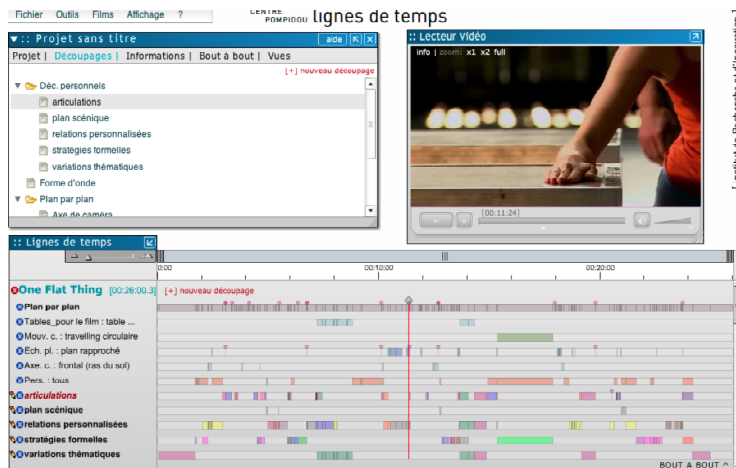 Fichier Outils Films Affichage ?
CENTRE
POMPIDOU lignes de temps
:: Projet sans titre aide
Projet | Découpages | Informations | Bout à bout | Vues
[+] nouveau découpage
Déc. personnels
articulations
plan scénique
relations personnalisées
stratégies formelles
variations thématiques
Forme d'onde
Plan par plan
Axe de caméra
:: Lecteur Vidéo
info | zoom: x1 x2 full
[00:11:24]
:: Lignes de temps
0:00 00:10:00 00:20:00
One Flat Thing [00:26:00.3] [+] nouveau découpage
Plan par plan
Tables_pour le film : table ...
Mouv. c. : travelling circulaire
Ech. pl. : plan rapproché
Axe. c. : frontal (ras du sol)
Pers. : tous
articulations
plan scénique
relations personnalisées
stratégies formelles
variations thématiques
BOUT A BOUT ^